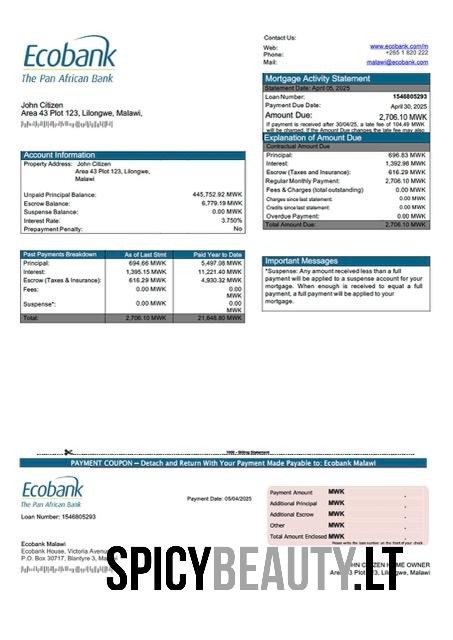 Ecobank
The Pan African Bank
Contact Us:
Web: www.ecobank.com/m
Phone: +265 1 820 222
Mail: malawi@ecobank.com
John Citizen
Area 43 Plot 123, Lilongwe, Malawi,
Mortgage Activity Statement
Statement Date: April 05, 2025
Loan Number: 1546805293
Payment Due Date: April 30, 2025
Amount Due: 2,706.10 MWK
If payment is received after 30/04/25, a late fee of 104.49 MWK
will be charged. If the Amount Due changes the late fee may also
Explanation of Amount Due
Contractual Amount Due
Principal: 696.83 MWK
Interest: 1,392.98 MWK
Escrow (Taxes and Insurance): 616.29 MWK
Regular Monthly Payment: 2,706.10 MWK
Fees & Charges (total outstanding) 0.00 MWK
Charges since last statement: 0.00 MWK
Credits since last statement: 0.00 MWK
Overdue Payment: 0.00 MWK
Total Amount Due: 2,706.10 MWK
Account Information
Property Address: John Citizen
Area 43 Plot 123, Lilongwe,
Malawi
Unpaid Principal Balance: 445,752.92 MWK
Escrow Balance: 6,779.19 MWK
Suspense Balance: 0.00 MWK
Interest Rate: 3.750%
Prepayment Penalty: No
Past Payments Breakdown As of Last Stmt Paid Year to Date
Principal: 694.66 MWK 5,497.08 MWK
Interest: 1,395.15 MWK 11,221.40 MWK
Escrow (Taxes & Insurance): 616.29 MWK 4,930.32 MWK
Fees: 0.00 MWK 0.00 MWK
Suspense*: 0.00 MWK 0.00 MWK
Total: 2,706.10 MWK 21,648.80 MWK
Important Messages
*Suspense: Any amount received less than a full
payment will be applied to a suspense account for your
mortgage. When enough is received to equal a full
payment, a full payment will be applied to your
mortgage.
PAYMENT COUPON – Detach and Return With Your Payment Made Payable to: Ecobank Malawi
Ecobank
The Pan African Bank
Loan Number: 1546805293
Payment Date: 05/04/2025
Payment Amount MWK
Additional Principal MWK
Additional Escrow MWK
Other MWK
Total Amount Enclosed MWK
Ecobank Malawi
Ecobank House, Victoria Avenue
P.O. Box 30717, Blantyre 3, Ma
HN CITIZEN HOME OWNER
Area 43 Plot 123, Lilongwe, Malawi
SPICYBEAUTY.LT